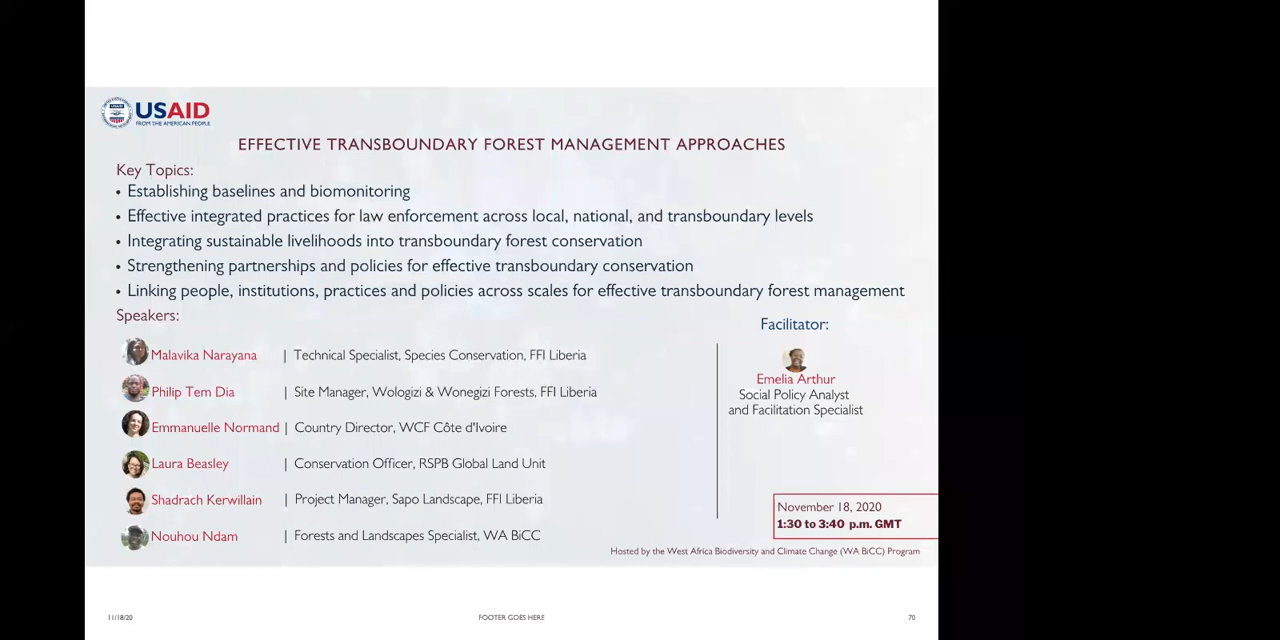 USAID
FROM THE AMERICAN PEOPLE
EFFECTIVE TRANSBOUNDARY FOREST MANAGEMENT APPROACHES
Key Topics:
• Establishing baselines and biomonitoring
• Effective integrated practices for law enforcement across local, national, and transboundary levels
• Integrating sustainable livelihoods into transboundary forest conservation
• Strengthening partnerships and policies for effective transboundary conservation
• Linking people, institutions, practices and policies across scales for effective transboundary forest management
Speakers:
Malavika Narayana | Technical Specialist, Species Conservation, FFI Liberia
Philip Tem Dia | Site Manager, Wologizi & Wonegizi Forests, FFI Liberia
Emmanuelle Normand | Country Director, WCF Côte d'Ivoire
Laura Beasley | Conservation Officer, RSPB Global Land Unit
Shadrach Kerwillain | Project Manager, Sapo Landscape, FFI Liberia
Nouhou Ndam | Forests and Landscapes Specialist, WA BiCC
Facilitator:
Emelia Arthur
Social Policy Analyst
and Facilitation Specialist
November 18, 2020
1:30 to 3:40 p.m. GMT
Hosted by the West Africa Biodiversity and Climate Change (WA BiCC) Program
11/18/20
FOOTER GOES HERE
70